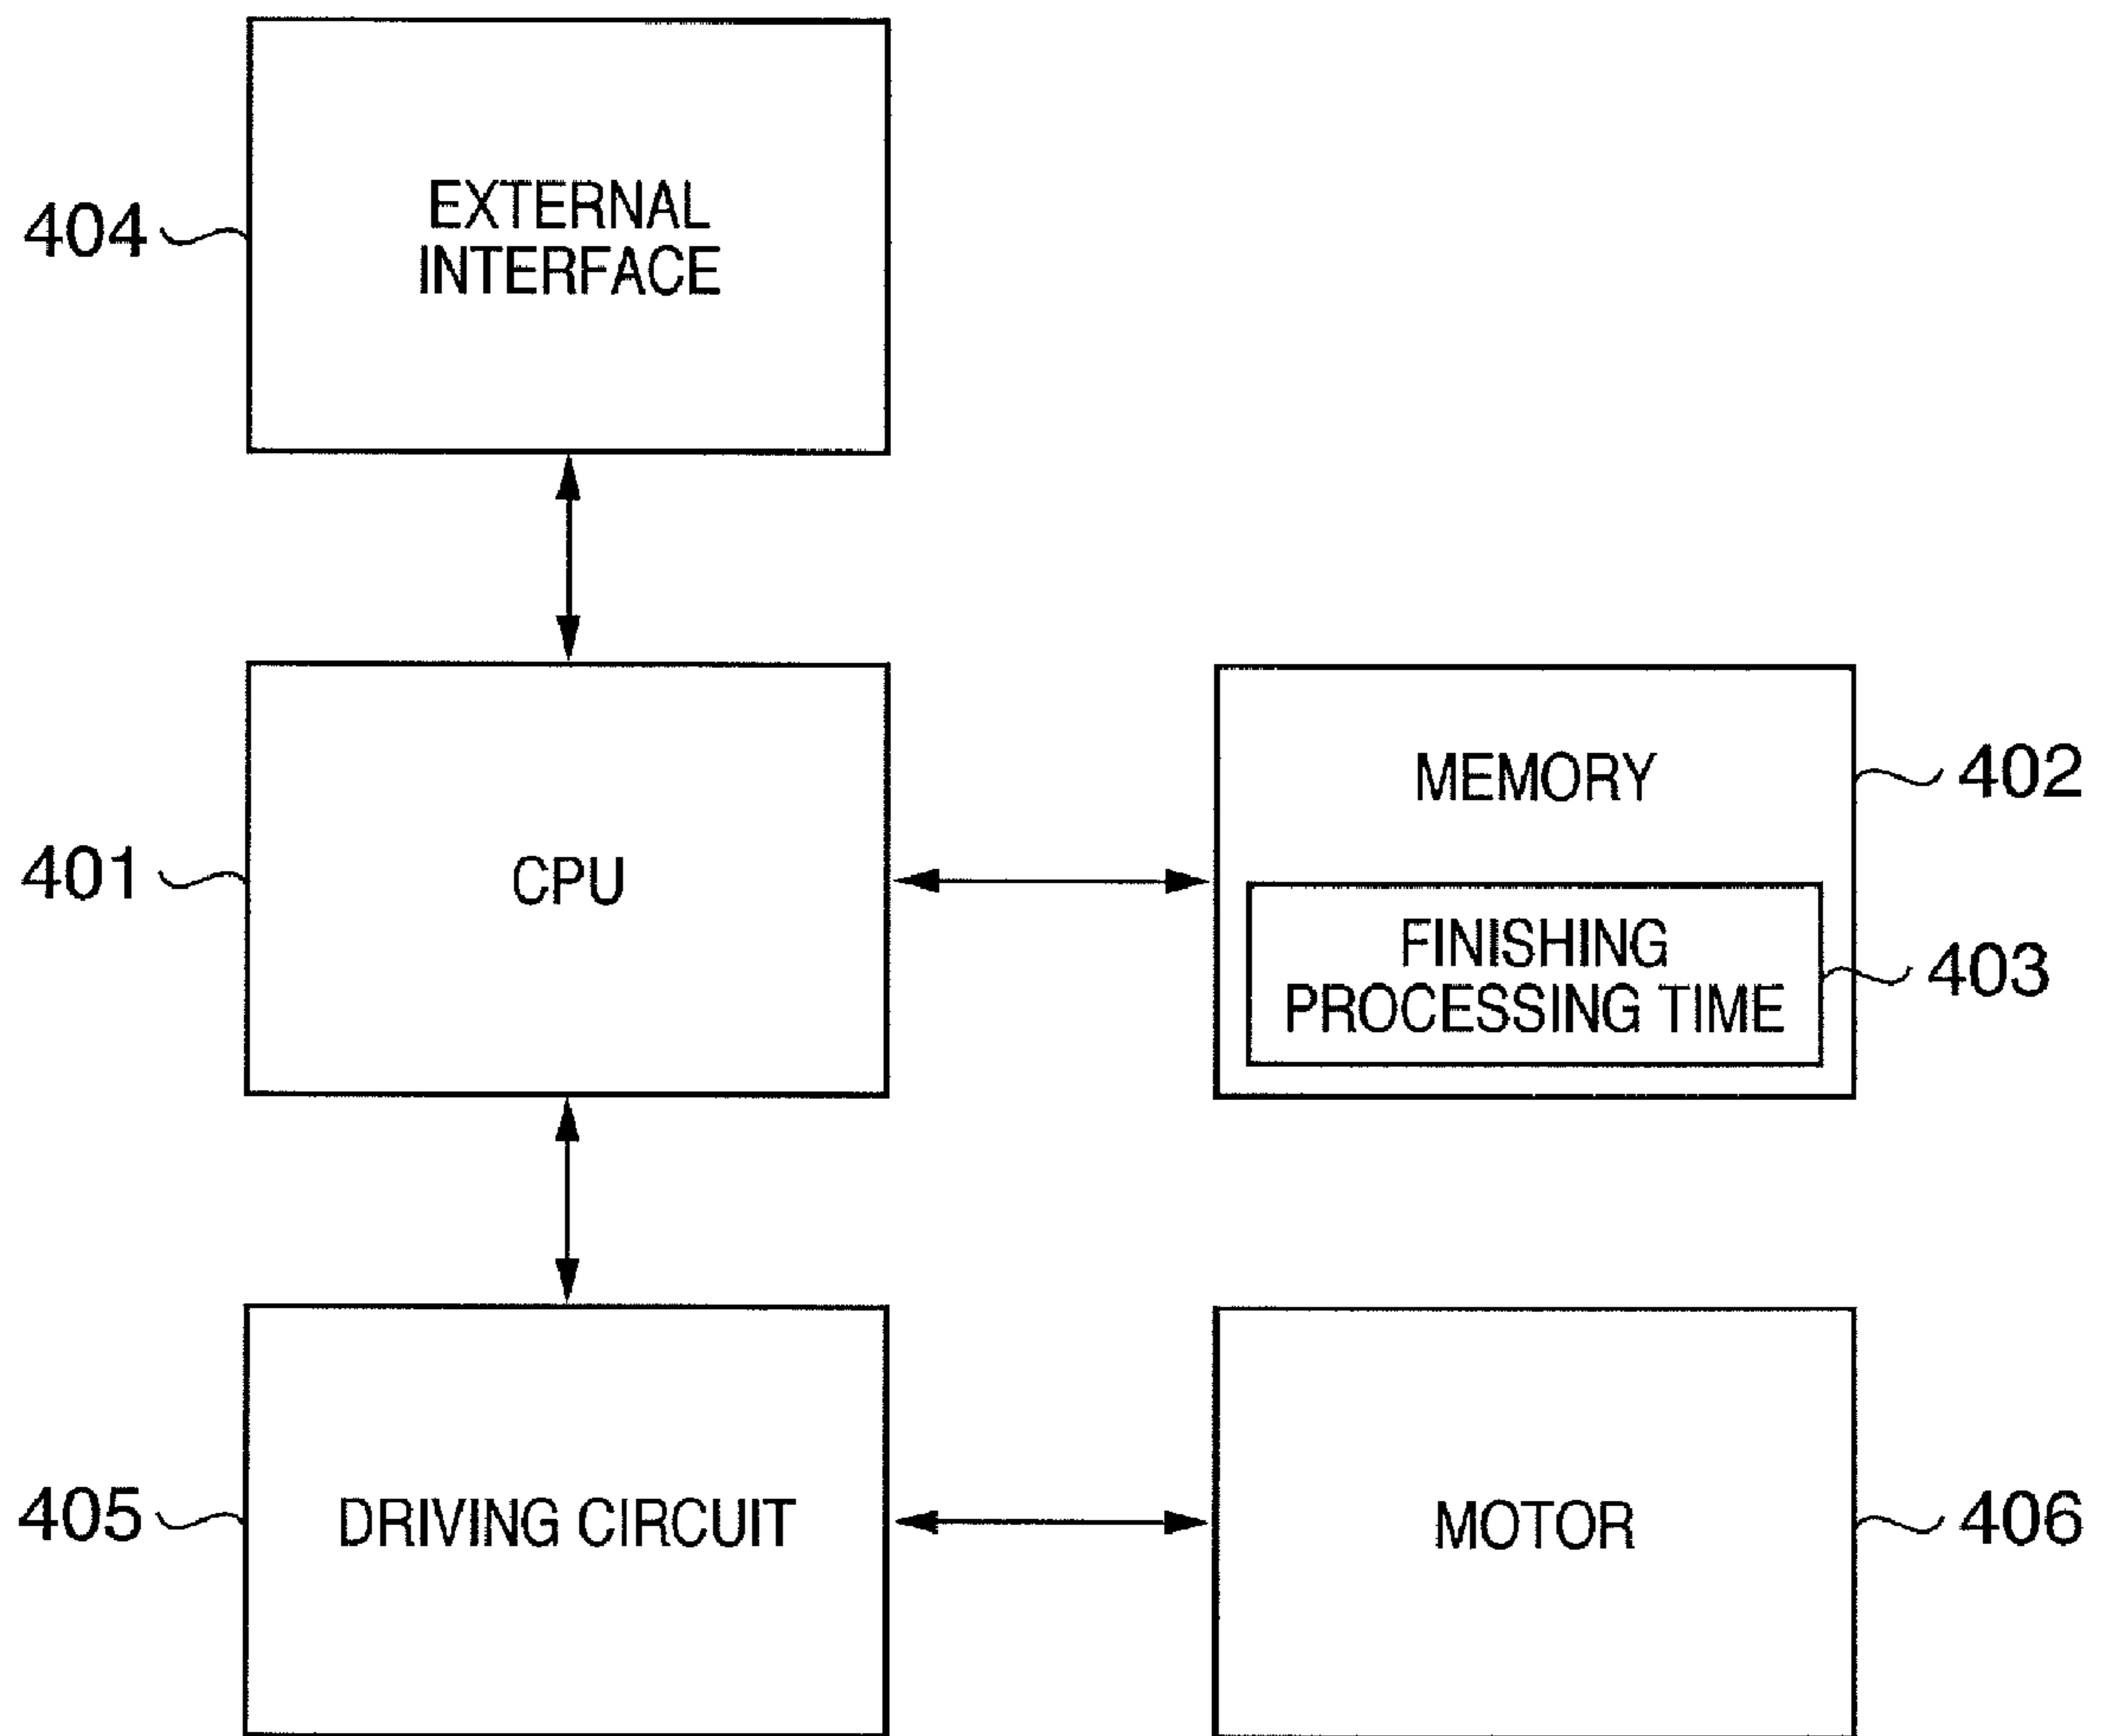 EXTERNAL
INTERFACE
404
CPU
401
MEMORY
402
FINISHING
PROCESSING TIME
403
DRIVING CIRCUIT
405
MOTOR
406